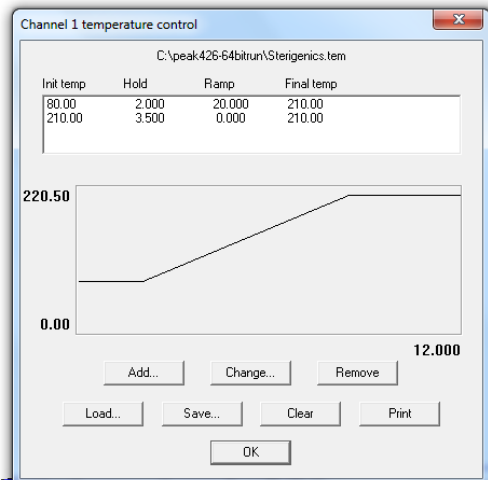 Channel 1 temperature control
C:\peak426-64bitrun\Sterigenics.tem
Init temp Hold Ramp Final temp
80.00 2.000 20.000 210.00
210.00 3.500 0.000 210.00
220.50
0.00
12.000
Add... Change... Remove
Load... Save... Clear Print
OK